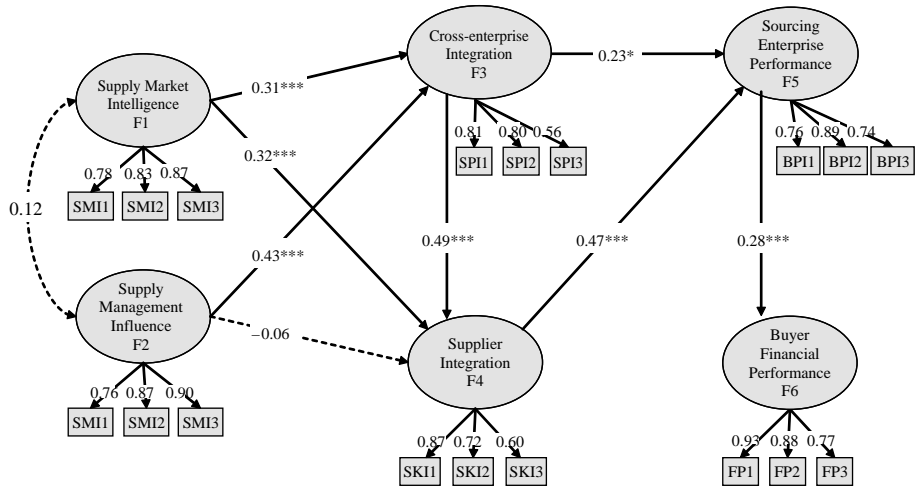 Cross-enterprise
Integration
F3
Sourcing
Enterprise
Performance
F5
Supply Market
Intelligence
F1
Supply
Management
Influence
F2
Supplier
Integration
F4
Buyer
Financial
Performance
F6
0.31***
0.23*
0.32***
0.43***
0.49***
0.47***
0.28***
−0.06
0.12
0.78 0.83 0.87
SMI1 SMI2 SMI3
0.81 0.80 0.56
SPI1 SPI2 SPI3
0.76 0.89 0.74
BPI1 BPI2 BPI3
0.76 0.87 0.90
SMI1 SMI2 SMI3
0.87 0.72 0.60
SKI1 SKI2 SKI3
0.93 0.88 0.77
FP1 FP2 FP3